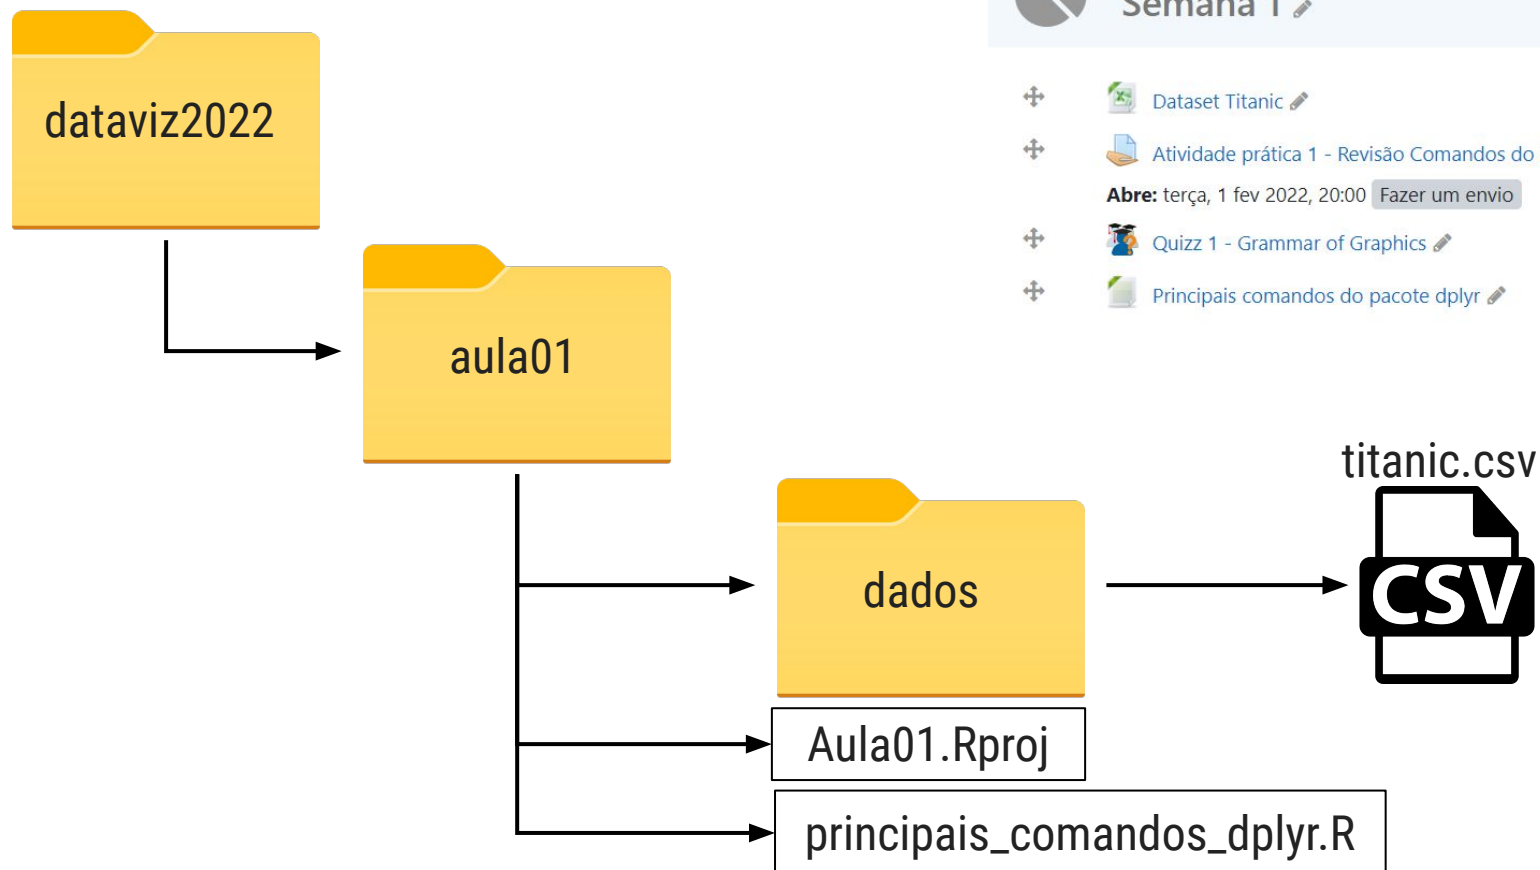 Semana 1
dataviz2022
Dataset Titanic
Atividade prática 1 - Revisão Comandos do
Abre: terça, 1 fev 2022, 20:00 Fazer um envio
Quizz 1 - Grammar of Graphics
Principais comandos do pacote dplyr
aula01
titanic.csv
CSV
dados
Aula01.Rproj
principais_comandos_dplyr.R